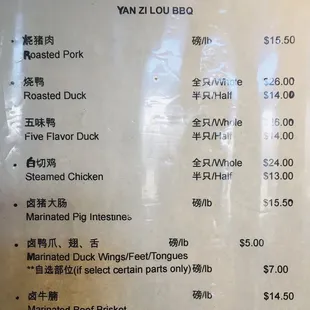 YAN ZI LOU BBQ
烧猪肉 磅/lb $15.50
Roasted Pork
烧鸭 全只/Whole $26.00
Roasted Duck 半只/Half $14.00
五味鸭 全只/Whole
Five Flavor Duck 半只/Half $14.00
白切鸡 全只/Whole $24.00
Steamed Chicken 半只/Half $13.00
卤猪大肠 磅/lb $15.50
Marinated Pig Intestines
卤鸭爪、翅、舌 磅/lb $5.00
Marinated Duck Wings/Feet/Tongues
**自选部位(if select certain parts only) 磅/lb $7.00
卤牛腩 磅/lb $14.50
Marinated Beef Brisket